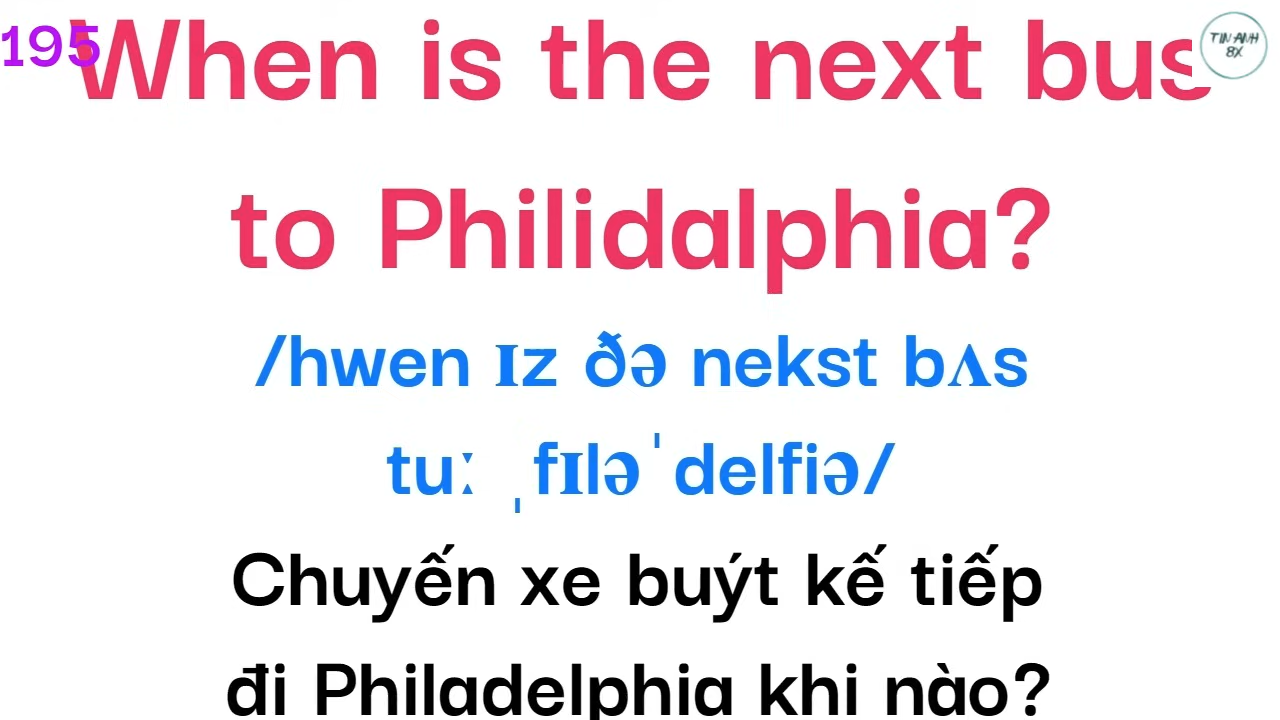 195
When is the next bus
TIN ANH
8X
to Philidalphia?
/hwen ɪz ðə nekst bʌs
tuː ˌfɪləˈdelfiə/
Chuyến xe buýt kế tiếp
đi Philadelphia khi nào?